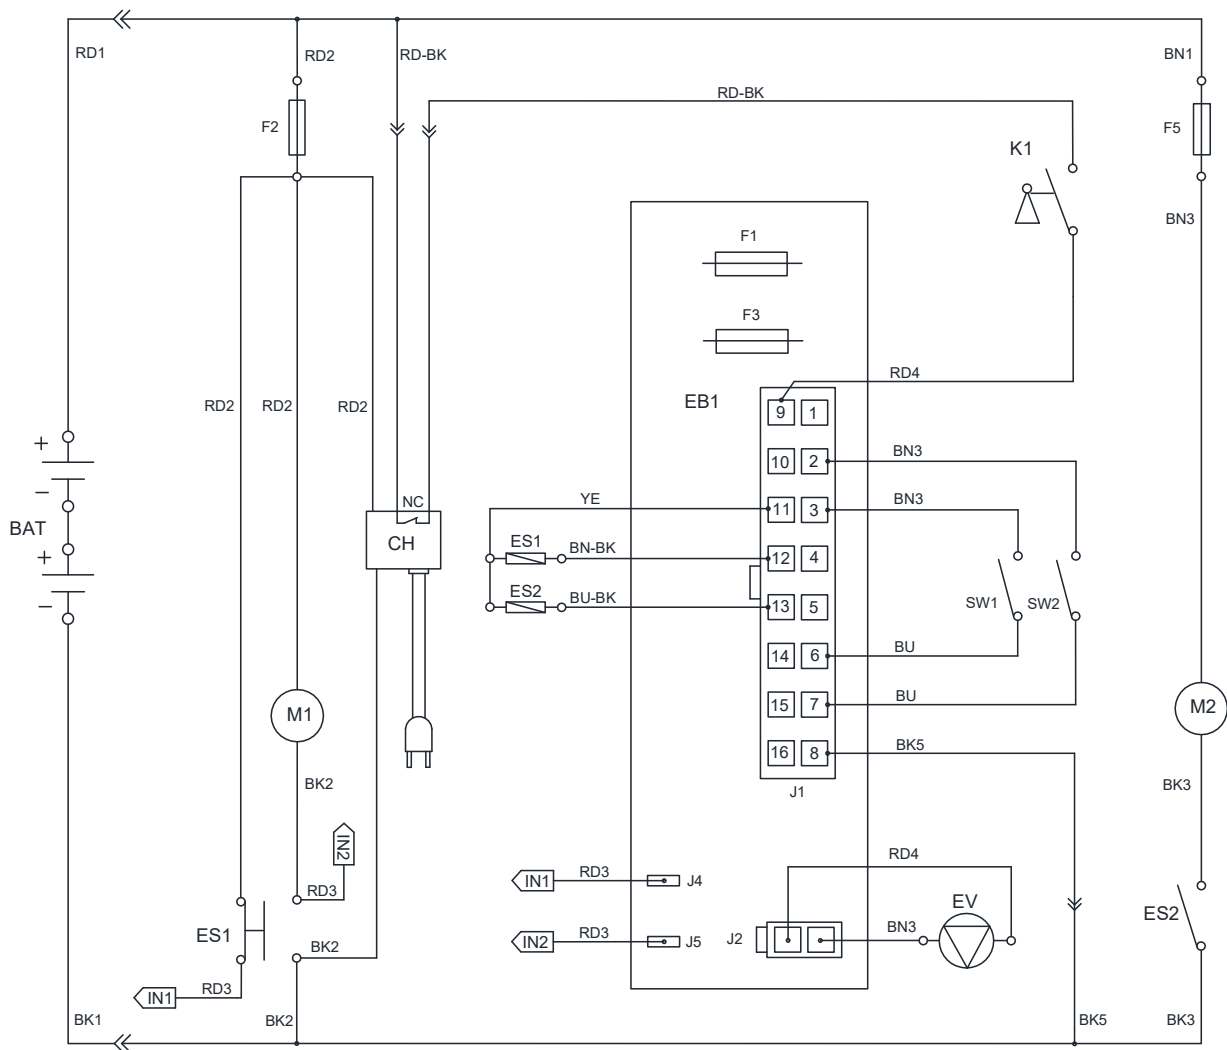 RD1
RD2
RD-BK
BN1
RD-BK
F2
F5
K1
BN3
F1
F3
RD4
EB1
RD2
RD2
RD2
9 1
10 2
BN3
+
−
BAT
+
−
NC
CH
YE
11 3
BN3
ES1
BN-BK
12 4
ES2
BU-BK
13 5
SW1
SW2
14 6
BU
15 7
BU
16 8
BK5
J1
M1
M2
BK2
BK3
IN2
RD3
RD4
IN1
RD3
J4
EV
ES1
BK2
IN2
RD3
J5
J2
BN3
ES2
IN1
RD3
BK1
BK2
BK5
BK3